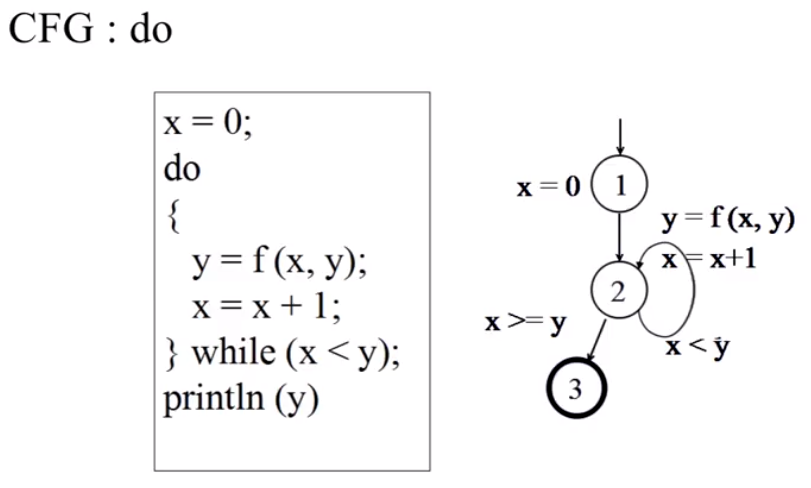 CFG : do
x = 0;
do
{
y = f (x, y);
x = x + 1;
} while (x < y);
println (y)
x = 0
1
y = f (x, y)
x = x+1
2
x >= y
x < y
3